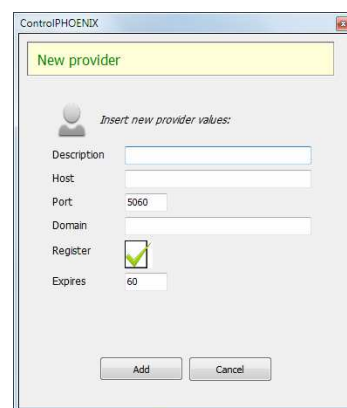 ControlPHOENIX
New provider
Insert new provider values:
Description
Host
Port 5060
Domain
Register
Expires 60
Add Cancel